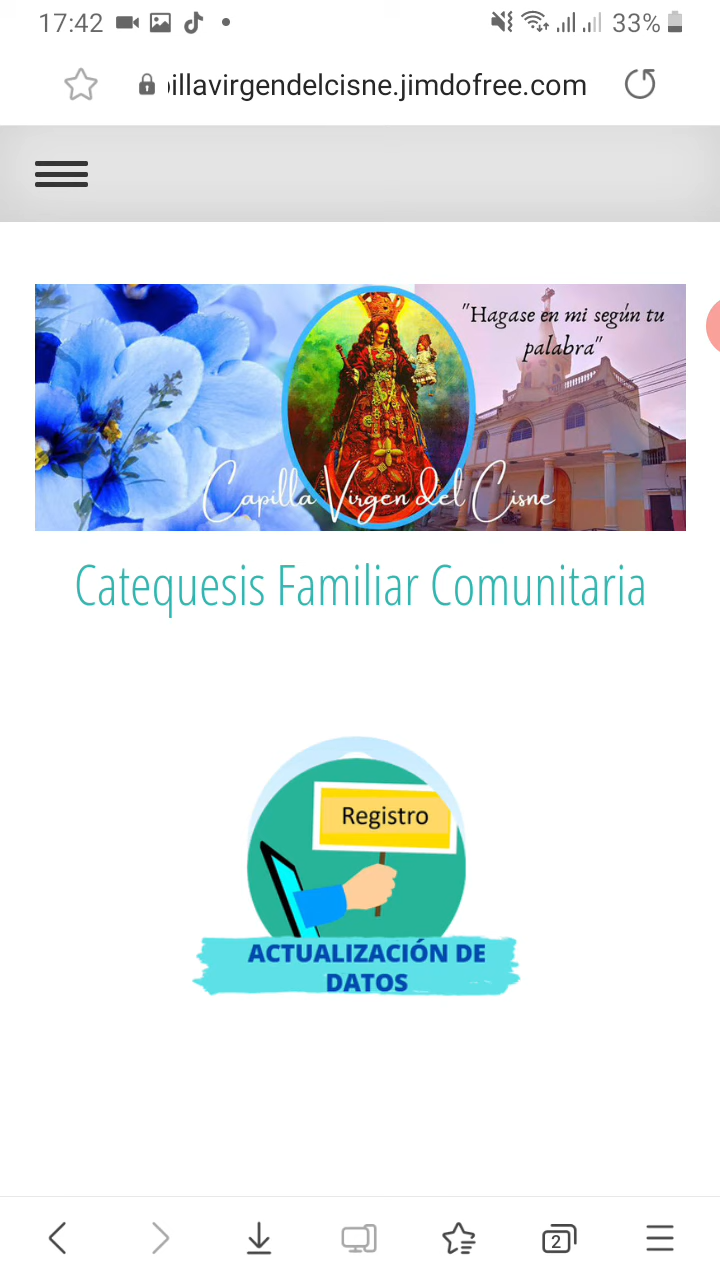 17:42
33%
illavirgendelcisne.jimdofree.com
"Hagase en mi según tu
palabra"
Capilla Virgen del Cisne
Catequesis Familiar Comunitaria
Registro
ACTUALIZACIÓN DE
DATOS
2